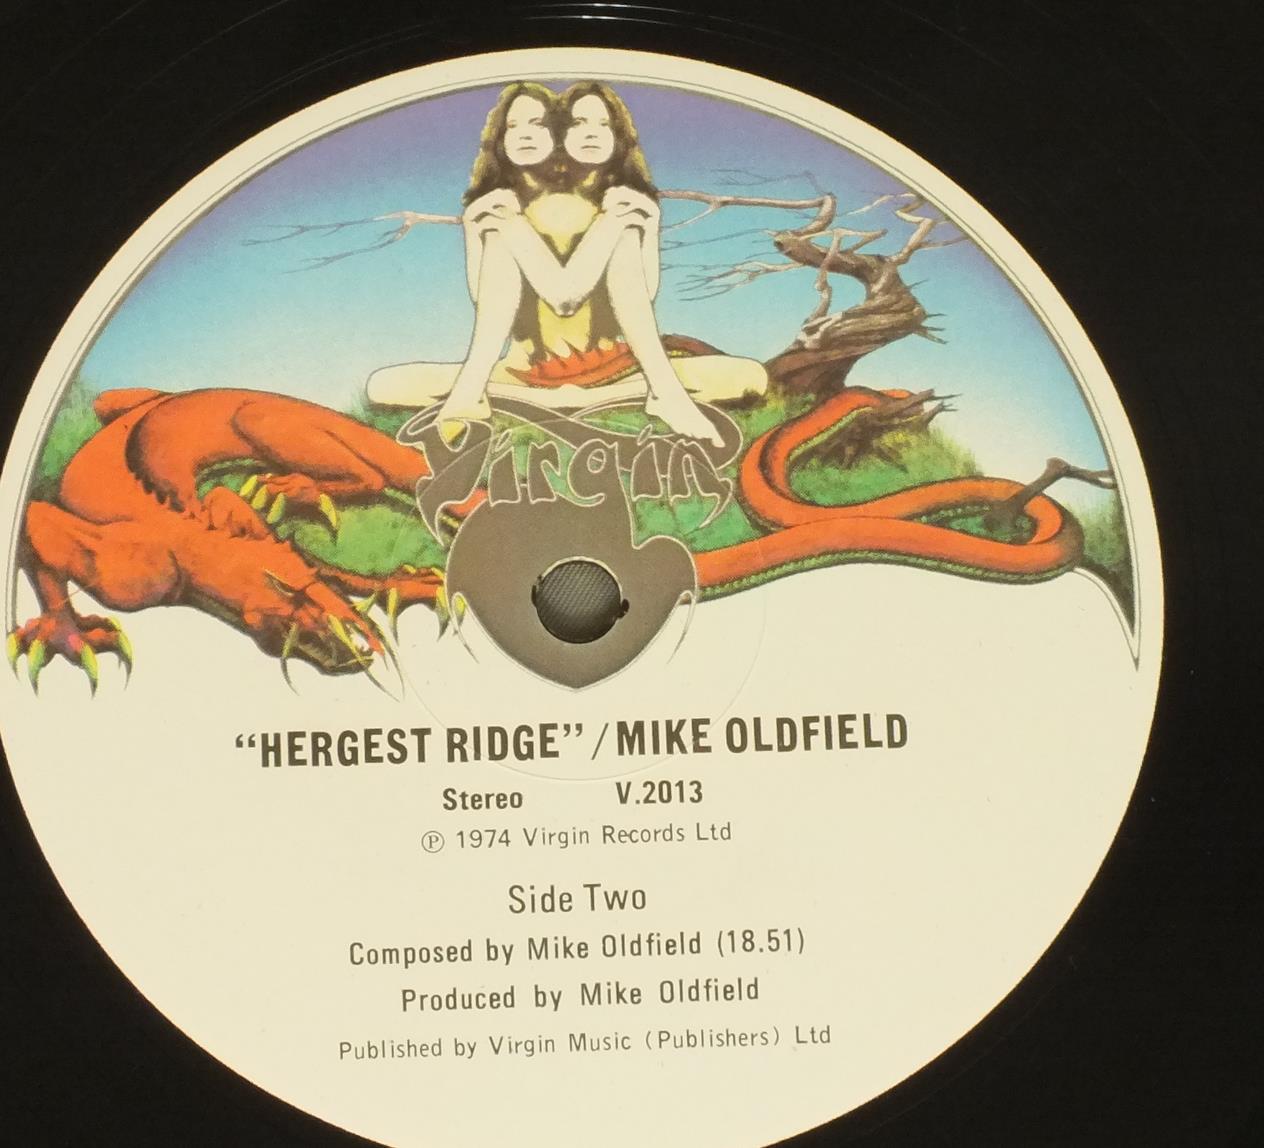 Virgin
“HERGEST RIDGE”/MIKE OLDFIELD
Stereo V.2013
℗ 1974 Virgin Records Ltd
Side Two
Composed by Mike Oldfield (18.51)
Produced by Mike Oldfield
Published by Virgin Music (Publishers) Ltd